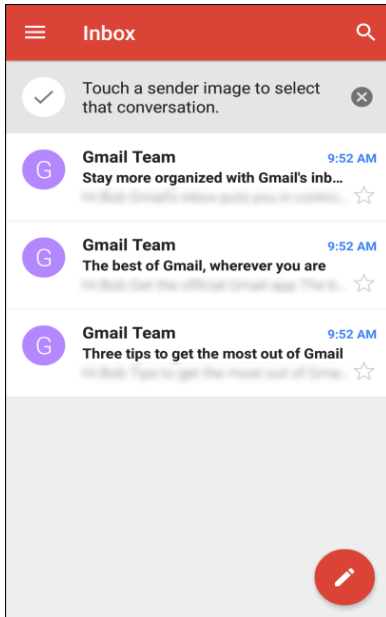 Inbox
Touch a sender image to select
that conversation.
G
Gmail Team
9:52 AM
Stay more organized with Gmail's inb...
G
Gmail Team
9:52 AM
The best of Gmail, wherever you are
G
Gmail Team
9:52 AM
Three tips to get the most out of Gmail